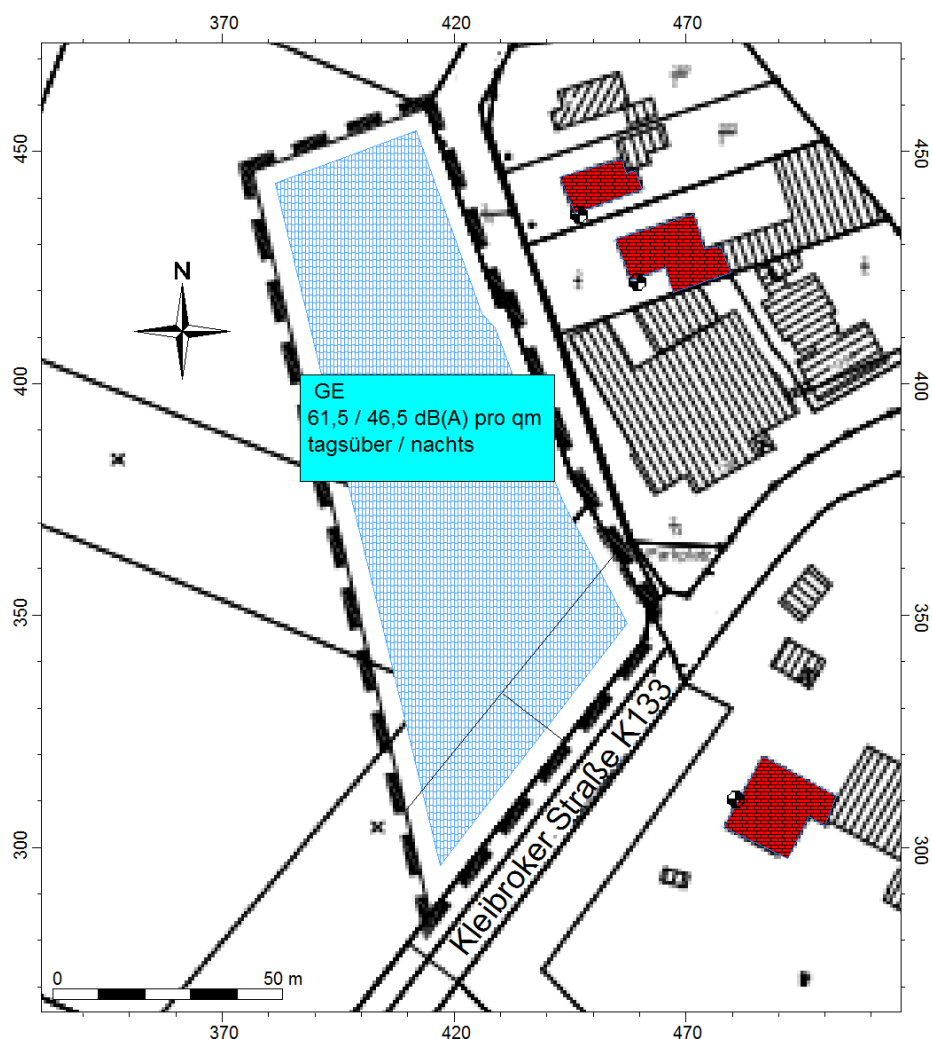 370 420 470
450 450
N
400 400
GE
61,5 / 46,5 dB(A) pro qm
tagsüber / nachts
350 350
Kleibroker Straße K133
300 300
0 50 m
370 420 470